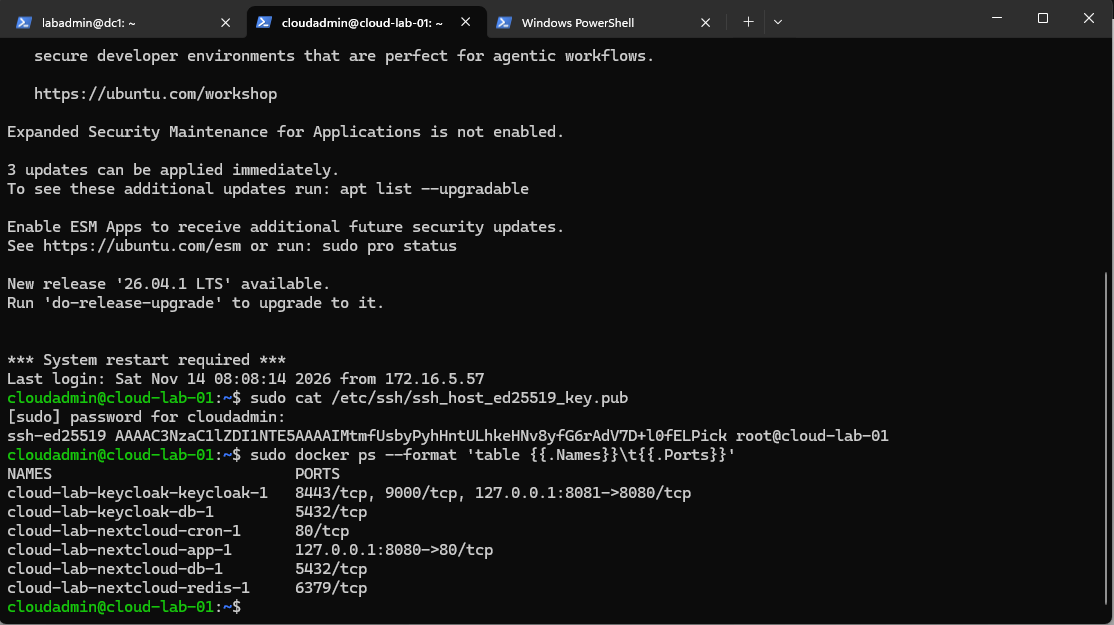 labadmin@dc1: ~
cloudadmin@cloud-lab-01: ~
Windows PowerShell
secure developer environments that are perfect for agentic workflows.
https://ubuntu.com/workshop
Expanded Security Maintenance for Applications is not enabled.
3 updates can be applied immediately.
To see these additional updates run: apt list --upgradable
Enable ESM Apps to receive additional future security updates.
See https://ubuntu.com/esm or run: sudo pro status
New release '26.04.1 LTS' available.
Run 'do-release-upgrade' to upgrade to it.
*** System restart required ***
Last login: Sat Nov 14 08:08:14 2026 from 172.16.5.57
cloudadmin@cloud-lab-01:~$ sudo cat /etc/ssh/ssh_host_ed25519_key.pub
[sudo] password for cloudadmin:
ssh-ed25519 AAAAC3NzaC1lZDI1NTE5AAAAIMtmfUsbyPyhHntULhkeHNv8yfG6rAdV7D+l0fELPick root@cloud-lab-01
cloudadmin@cloud-lab-01:~$ sudo docker ps --format 'table {{.Names}}\t{{.Ports}}'
NAMES PORTS
cloud-lab-keycloak-keycloak-1 8443/tcp, 9000/tcp, 127.0.0.1:8081->8080/tcp
cloud-lab-keycloak-db-1 5432/tcp
cloud-lab-nextcloud-cron-1 80/tcp
cloud-lab-nextcloud-app-1 127.0.0.1:8080->80/tcp
cloud-lab-nextcloud-db-1 5432/tcp
cloud-lab-nextcloud-redis-1 6379/tcp
cloudadmin@cloud-lab-01:~$